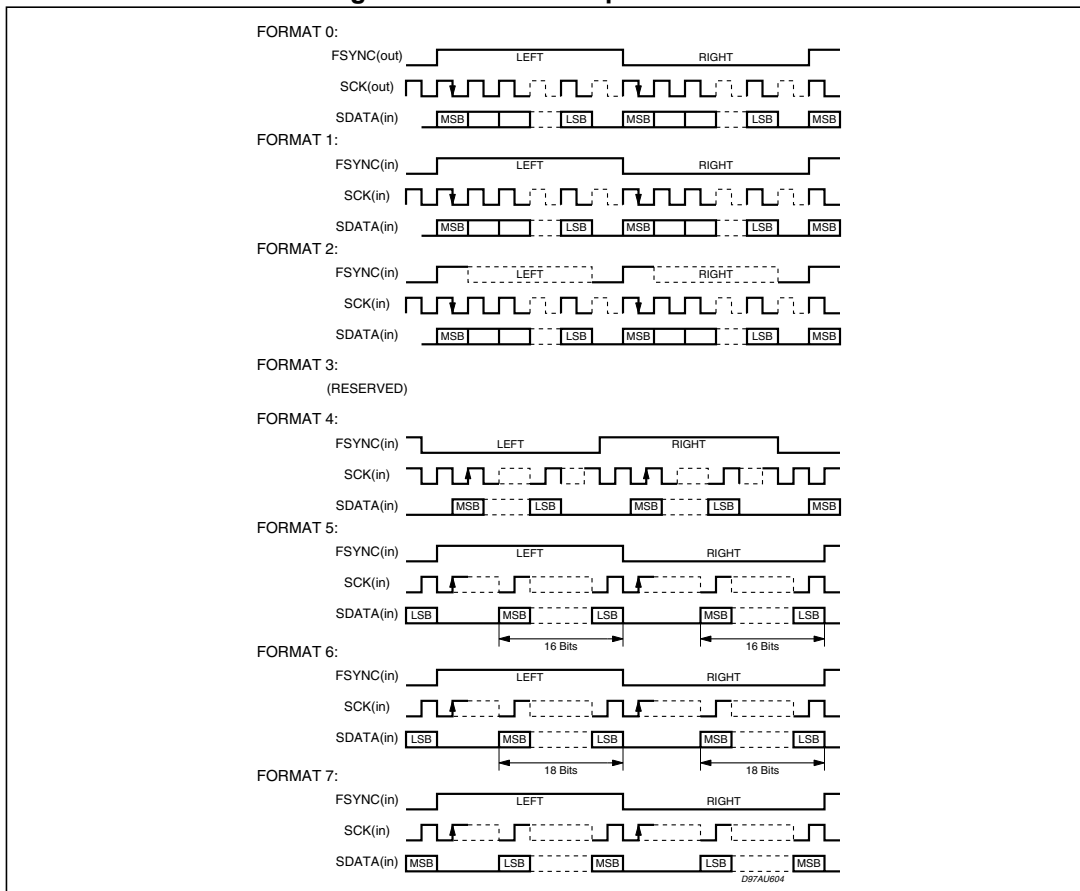 FORMAT 0:
FSYNC(out) LEFT RIGHT
SCK(out)
SDATA(in) MSB LSB MSB LSB MSB
FORMAT 1:
FSYNC(in) LEFT RIGHT
SCK(in)
SDATA(in) MSB LSB MSB LSB MSB
FORMAT 2:
FSYNC(in) LEFT RIGHT
SCK(in)
SDATA(in) MSB LSB MSB LSB MSB
FORMAT 3:
(RESERVED)
FORMAT 4:
FSYNC(in) LEFT RIGHT
SCK(in)
SDATA(in) MSB LSB MSB LSB MSB
FORMAT 5:
FSYNC(in) LEFT RIGHT
SCK(in)
SDATA(in) LSB MSB LSB MSB LSB
16 Bits 16 Bits
FORMAT 6:
FSYNC(in) LEFT RIGHT
SCK(in)
SDATA(in) LSB MSB LSB MSB LSB
18 Bits 18 Bits
FORMAT 7:
FSYNC(in) LEFT RIGHT
SCK(in)
SDATA(in) MSB LSB MSB LSB MSB
D97AU604